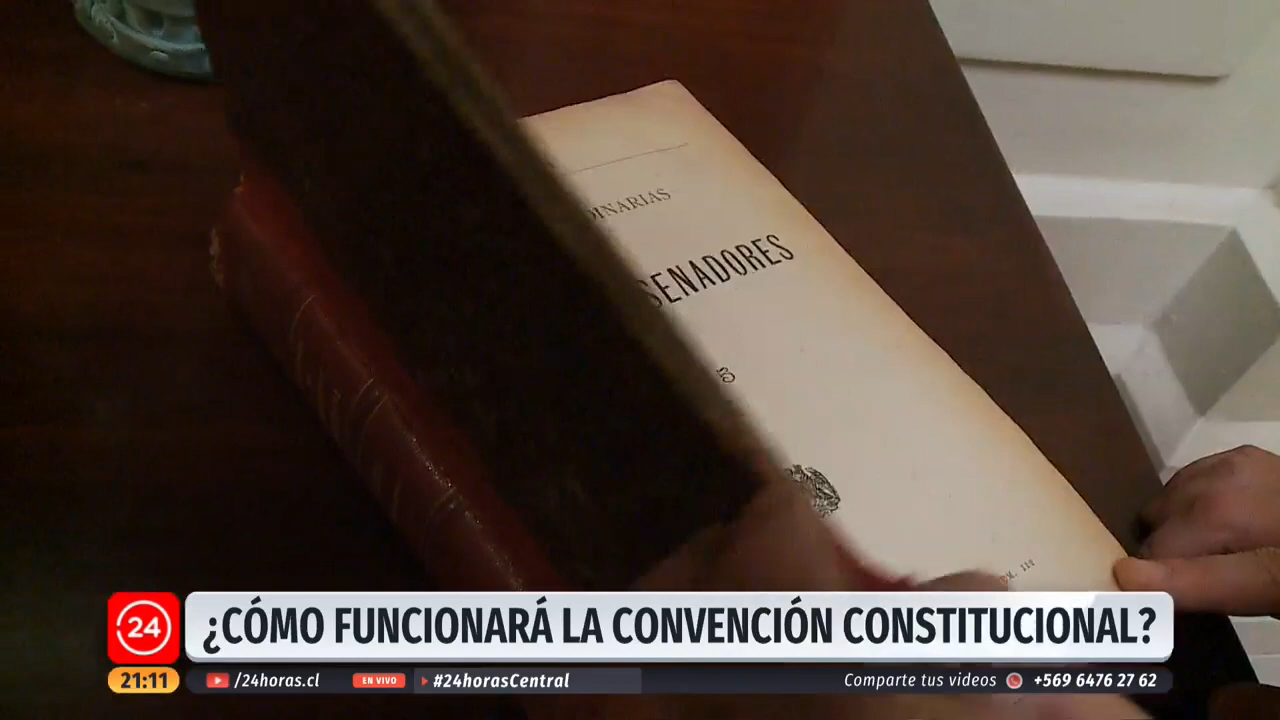 SENADORES
24
¿CÓMO FUNCIONARÁ LA CONVENCIÓN CONSTITUCIONAL?
21:11
/24horas.cl
EN VIVO
#24horasCentral
Comparte tus videos
+569 6476 27 62